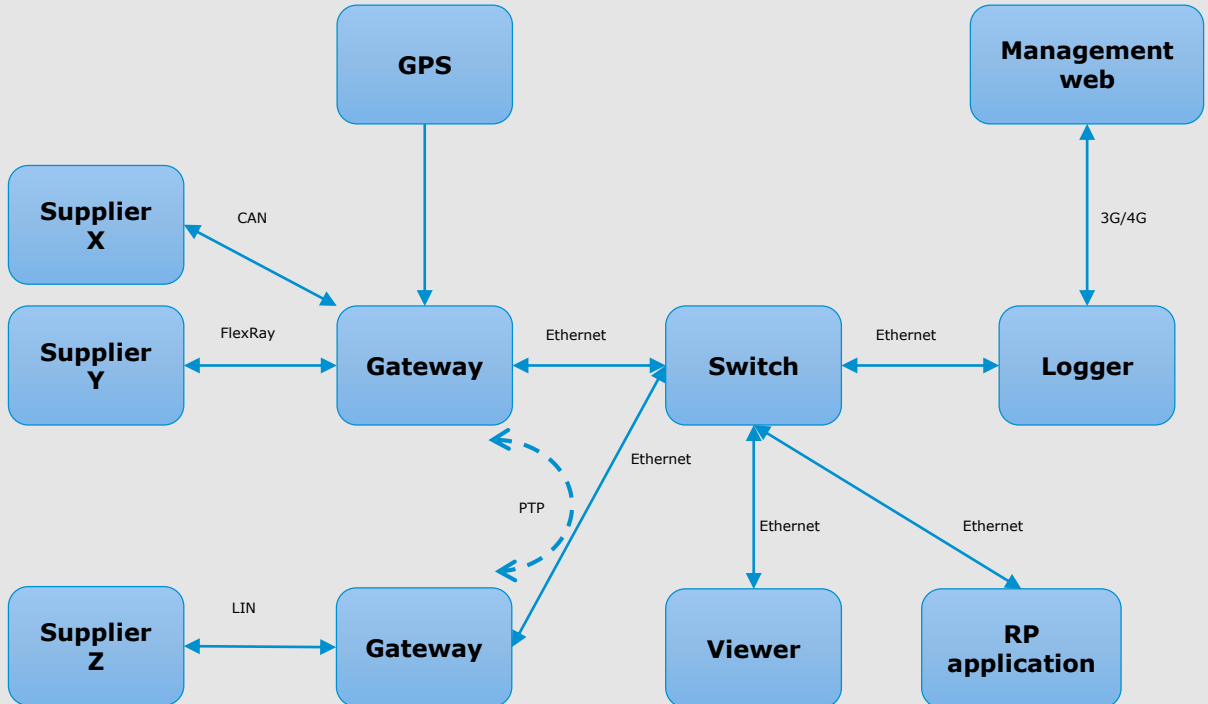 GPS
Management
web
Supplier
X
CAN
3G/4G
Supplier
Y
FlexRay
Gateway
Ethernet
Switch
Ethernet
Logger
Ethernet
PTP
Ethernet
Ethernet
Supplier
Z
LIN
Gateway
Viewer
RP
application